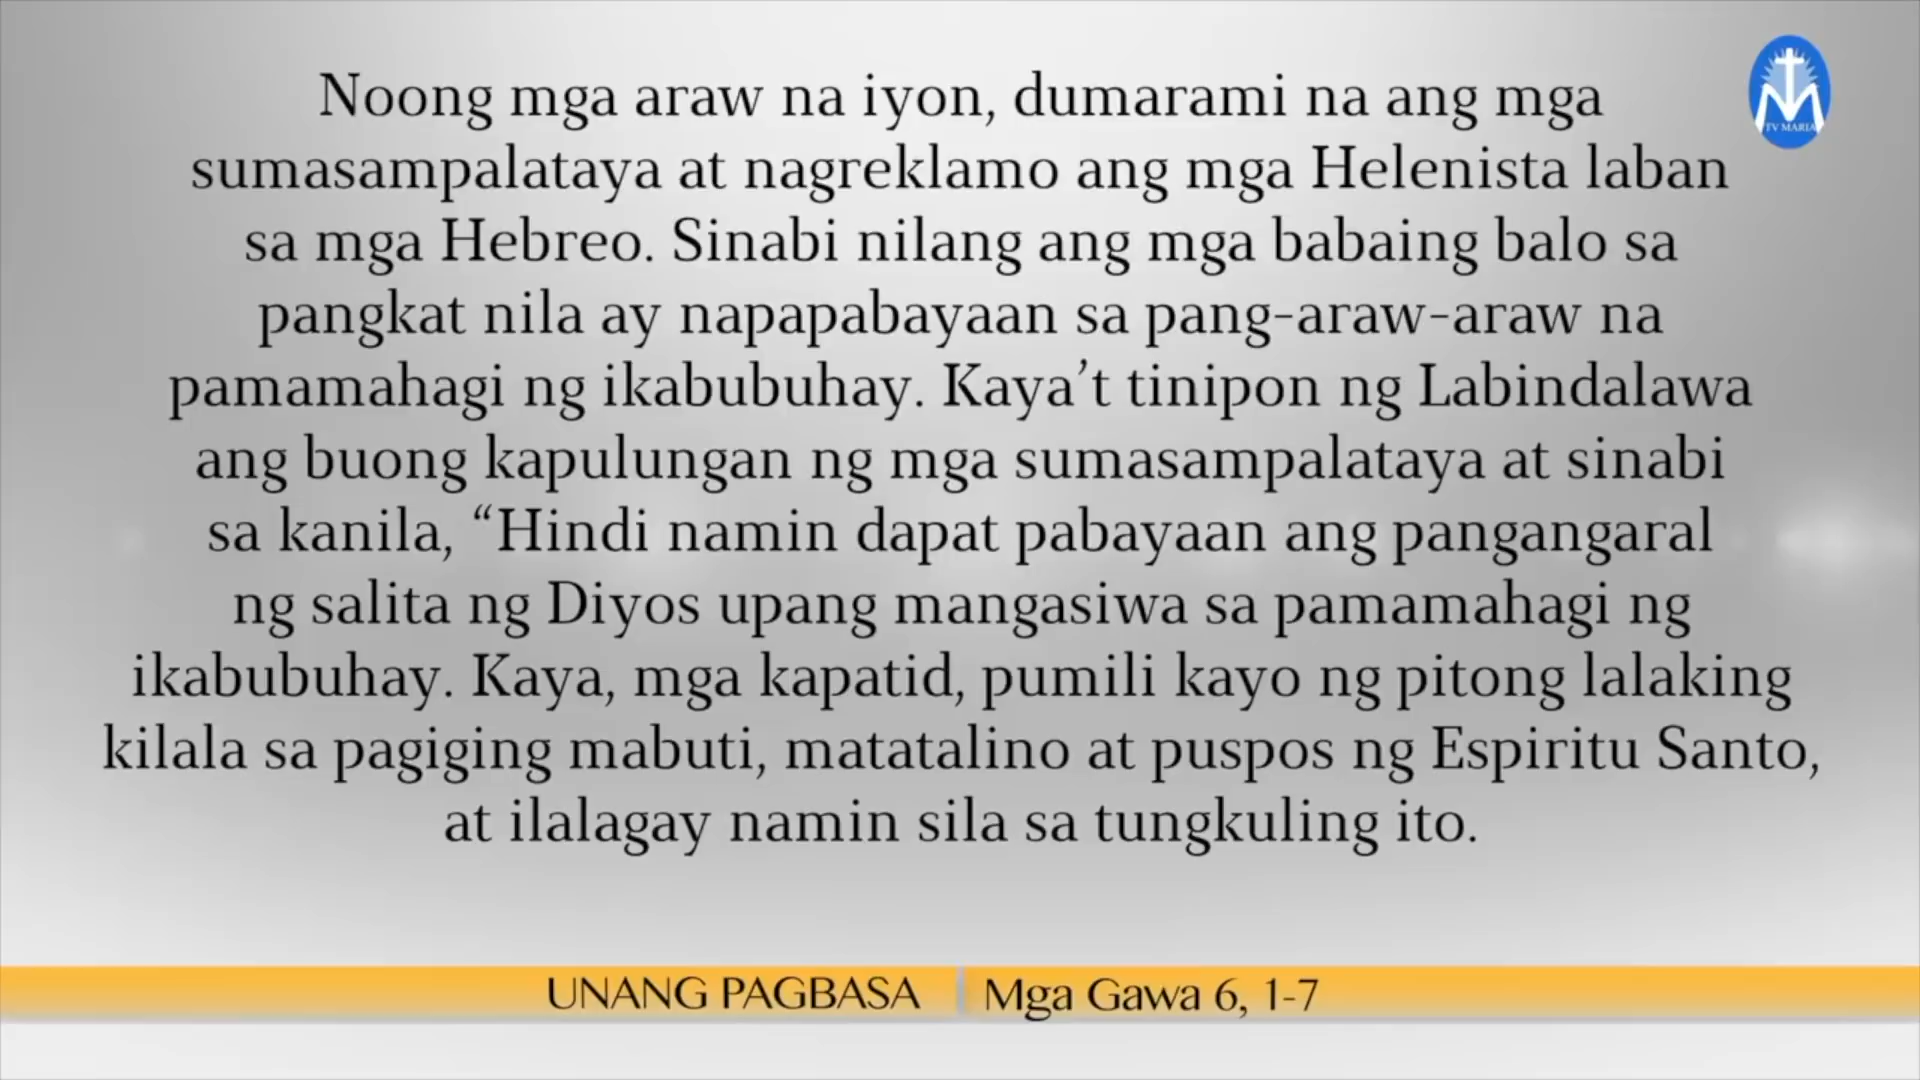 Noong mga araw na iyon, dumarami na ang mga
sumasampalataya at nagreklamo ang mga Helenista laban
sa mga Hebreo. Sinabi nilang ang mga babaing balo sa
pangkat nila ay napapabayaan sa pang-araw-araw na
pamamahagi ng ikabubuhay. Kaya’t tinipon ng Labindalawa
ang buong kapulungan ng mga sumasampalataya at sinabi
sa kanila, “Hindi namin dapat pabayaan ang pangangaral
ng salita ng Diyos upang mangasiwa sa pamamahagi ng
ikabubuhay. Kaya, mga kapatid, pumili kayo ng pitong lalaking
kilala sa pagiging mabuti, matatalino at puspos ng Espiritu Santo,
at ilalagay namin sila sa tungkuling ito.
TV MARIA
UNANG PAGBASA Mga Gawa 6, 1-7